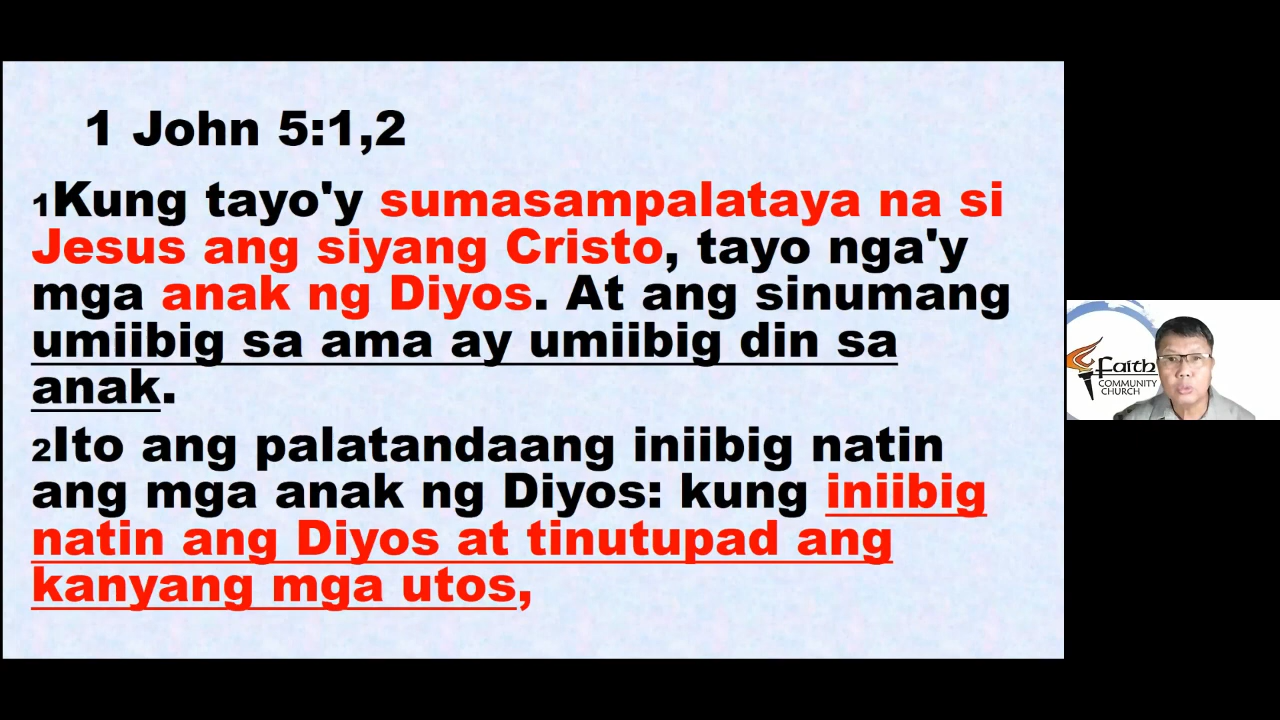 1 John 5:1,2
1Kung tayo'y sumasampalataya na si
Jesus ang siyang Cristo, tayo nga'y
mga anak ng Diyos. At ang sinumang
umiibig sa ama ay umiibig din sa
anak.
2Ito ang palatandaang iniibig natin
ang mga anak ng Diyos: kung iniibig
natin ang Diyos at tinutupad ang
kanyang mga utos,
Faith
COMMUNITY
CHURCH